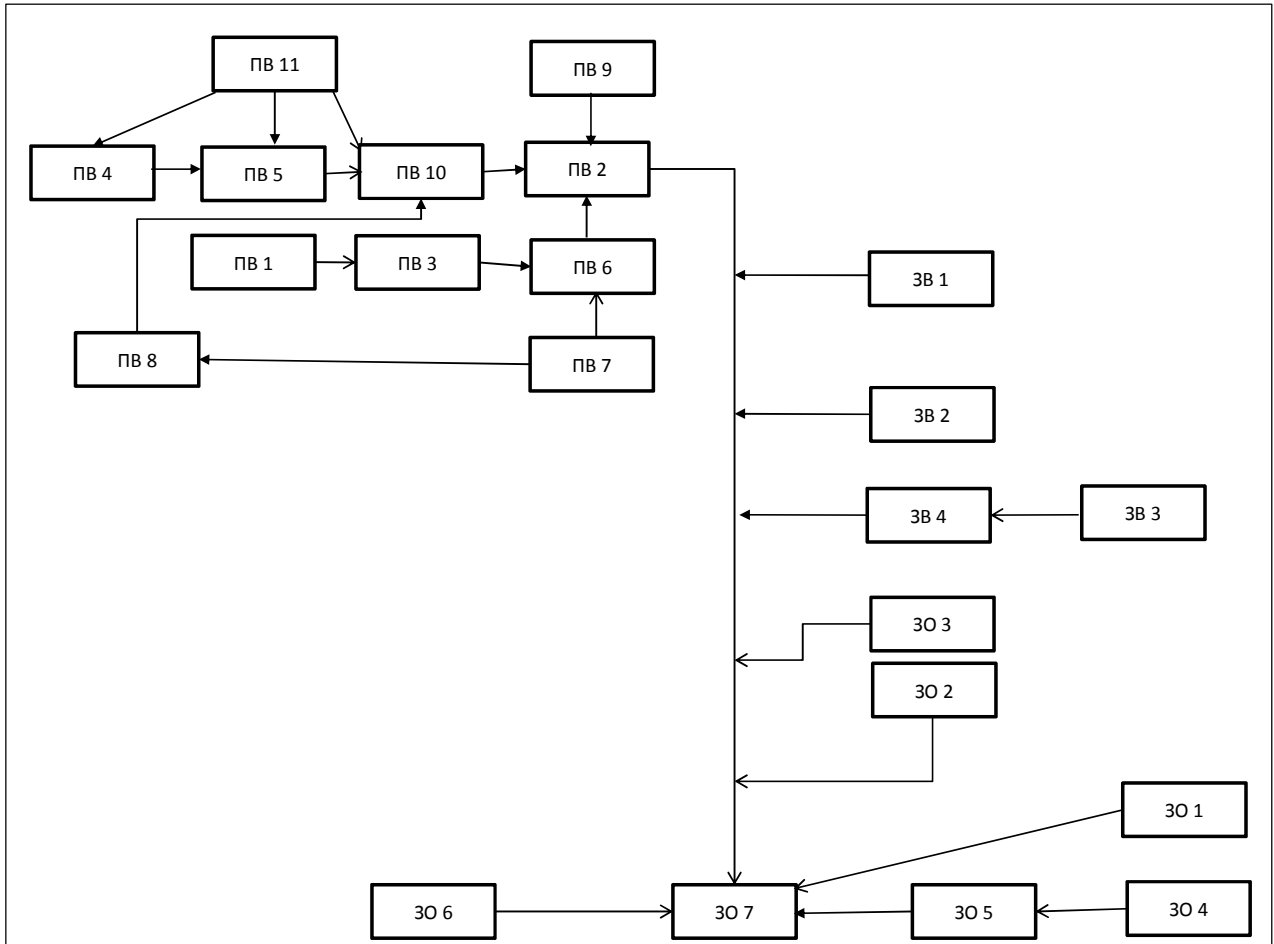 ПВ 11
ПВ 9
ПВ 4
ПВ 5
ПВ 10
ПВ 2
ПВ 1
ПВ 3
ПВ 6
ЗВ 1
ПВ 8
ПВ 7
ЗВ 2
ЗВ 4
ЗВ 3
ЗО 3
ЗО 2
ЗО 1
ЗО 6
ЗО 7
ЗО 5
ЗО 4